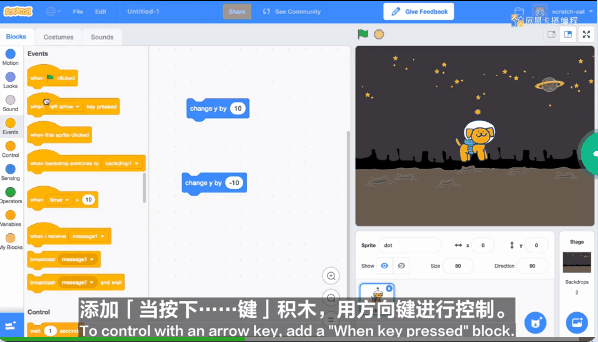 SCRATCH
File
Edit
Untitled-1
Share
See Community
Give Feedback
scratch-cat
网易卡搭编程
Blocks
Costumes
Sounds
Motion
Looks
Sound
Events
Control
Sensing
Operators
Variables
My Blocks
Events
when clicked
when left arrow key pressed
when this sprite clicked
when backdrop switches to backdrop1
when timer > 10
when I receive message1
broadcast message1
broadcast message1 and wait
Control
wait 1 seconds
change y by 10
change y by -10
Sprite dot x 0 y 0
Show Size 80 Direction 90
Stage
Backdrops
2
添加「当按下……键」积木，用方向键进行控制。
To control with an arrow key, add a "When key pressed" block.